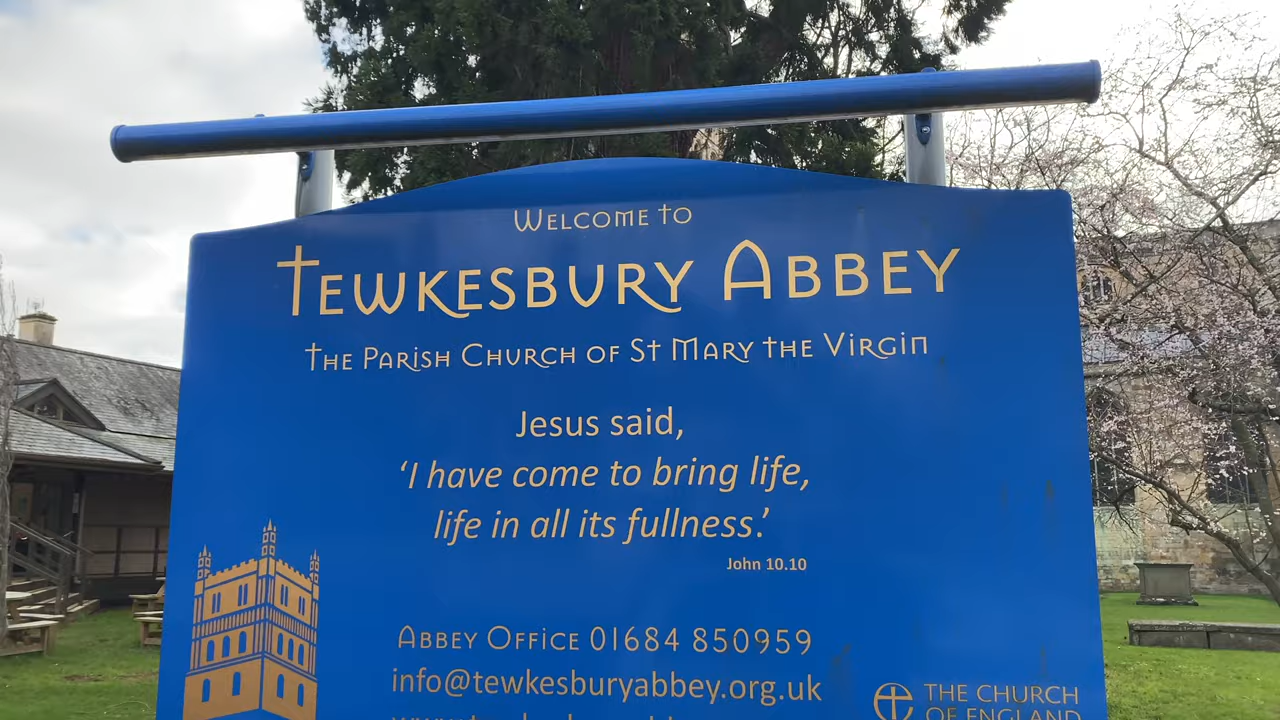 Welcome to
Tewkesbury Abbey
The Parish Church of St Mary the Virgin
Jesus said,
‘I have come to bring life,
life in all its fullness.’
John 10.10
Abbey Office 01684 850959
info@tewkesburyabbey.org.uk
THE CHURCH
OF ENGLAND